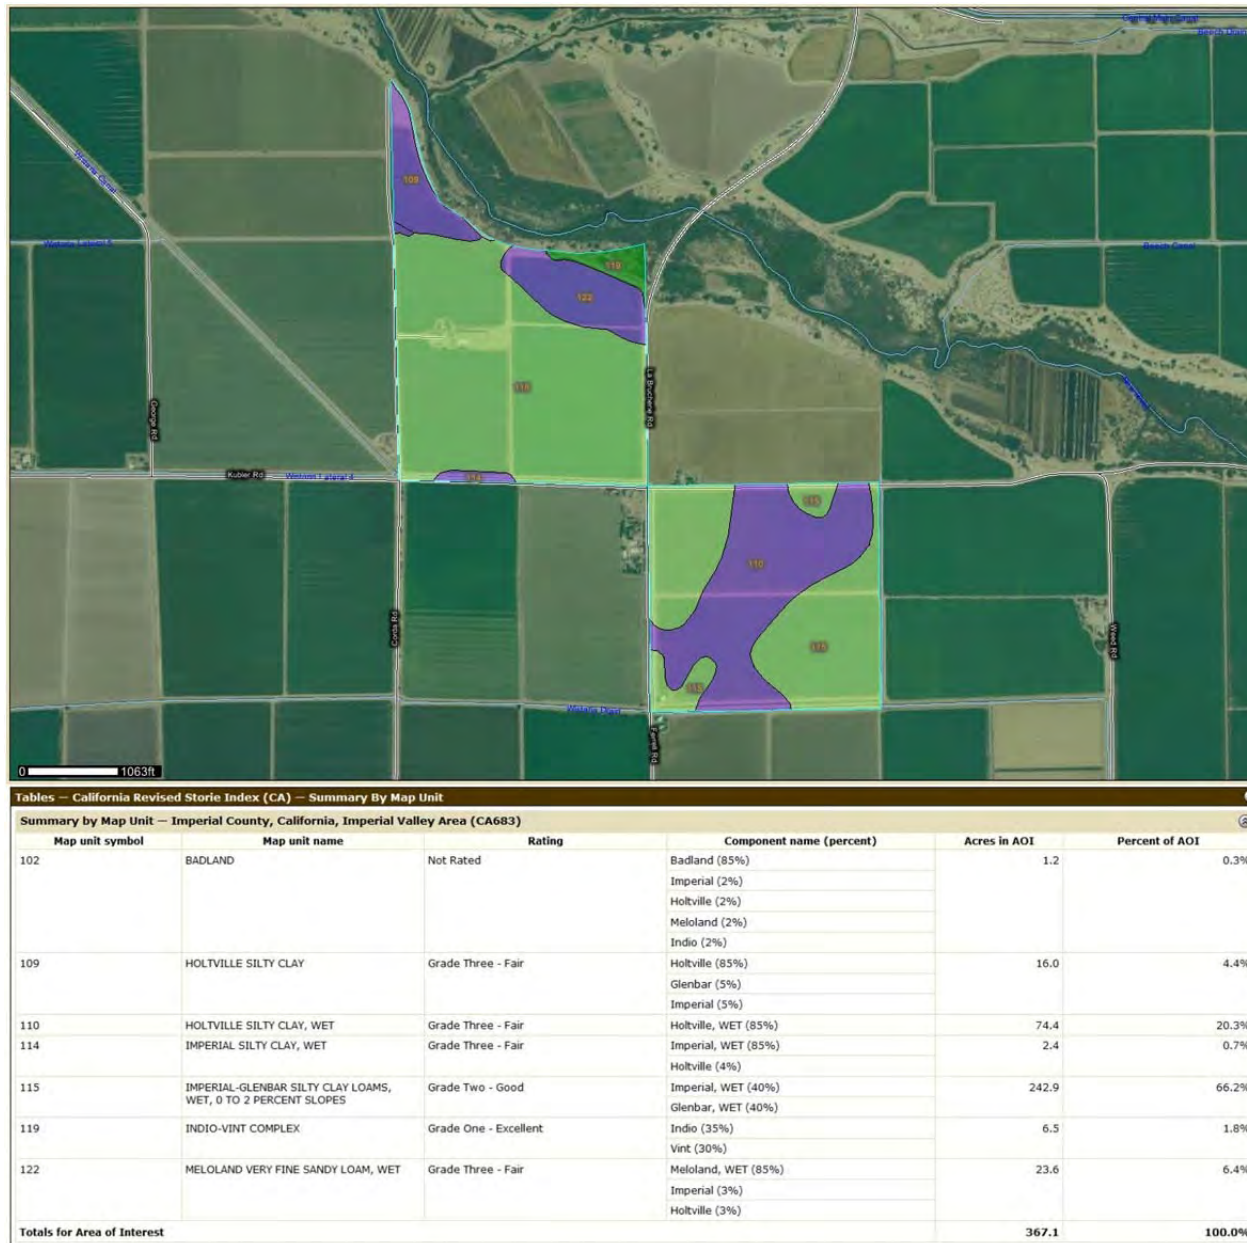 Beech Drain
Wistaria Canal
109
Wistaria Lateral 5
Beech Canal
119
122
La Brucherie Rd
115
George Rd
Kubler Rd
Wistaria Lateral 4
114
115
110
Corda Rd
Weed Rd
115
115
Wistaria Drain
Ferrell Rd
0 1063ft
Tables — California Revised Storie Index (CA) — Summary By Map Unit
Summary by Map Unit — Imperial County, California, Imperial Valley Area (CA683)
Map unit symbol Map unit name Rating Component name (percent) Acres in AOI Percent of AOI
102 BADLAND Not Rated Badland (85%) 1.2 0.3%
Imperial (2%)
Holtville (2%)
Meloland (2%)
Indio (2%)
109 HOLTVILLE SILTY CLAY Grade Three - Fair Holtville (85%) 16.0 4.4%
Glenbar (5%)
Imperial (5%)
110 HOLTVILLE SILTY CLAY, WET Grade Three - Fair Holtville, WET (85%) 74.4 20.3%
114 IMPERIAL SILTY CLAY, WET Grade Three - Fair Imperial, WET (85%) 2.4 0.7%
Holtville (4%)
115 IMPERIAL-GLENBAR SILTY CLAY LOAMS, Grade Two - Good Imperial, WET (40%) 242.9 66.2%
WET, 0 TO 2 PERCENT SLOPES Glenbar, WET (40%)
119 INDIO-VINT COMPLEX Grade One - Excellent Indio (35%) 6.5 1.8%
Vint (30%)
122 MELOLAND VERY FINE SANDY LOAM, WET Grade Three - Fair Meloland, WET (85%) 23.6 6.4%
Imperial (3%)
Holtville (3%)
Totals for Area of Interest 367.1 100.0%